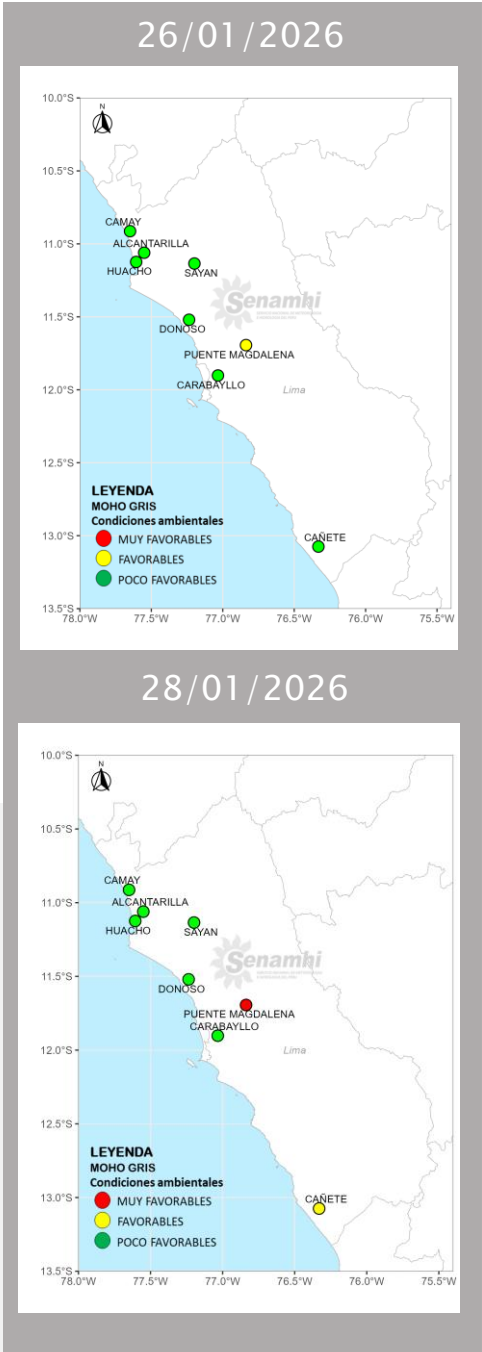 26/01/2026
10.0°S
N
10.5°S
CAMAY
11.0°S
ALCANTARILLA
HUACHO
SAYAN
Senamhi
11.5°S
DONOSO
PUENTE MAGDALENA
CARABAYLLO
12.0°S
Lima
12.5°S
LEYENDA
MOHO GRIS
Condiciones ambientales
MUY FAVORABLES
FAVORABLES
POCO FAVORABLES
13.0°S
CAÑETE
13.5°S
78.0°W 77.5°W 77.0°W 76.5°W 76.0°W 75.5°W
28/01/2026
10.0°S
N
10.5°S
CAMAY
11.0°S
ALCANTARILLA
HUACHO
SAYAN
Senamhi
11.5°S
DONOSO
PUENTE MAGDALENA
CARABAYLLO
12.0°S
Lima
12.5°S
LEYENDA
MOHO GRIS
Condiciones ambientales
MUY FAVORABLES
FAVORABLES
POCO FAVORABLES
13.0°S
CAÑETE
13.5°S
78.0°W 77.5°W 77.0°W 76.5°W 76.0°W 75.5°W